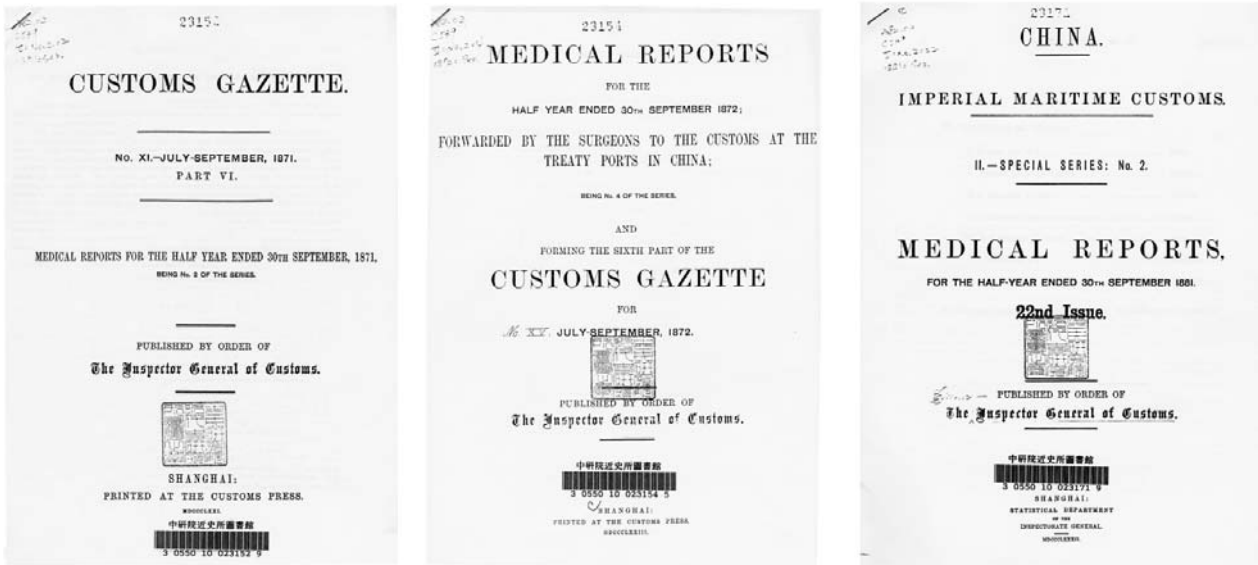 CUSTOMS GAZETTE.
No. XI.—JULY-SEPTEMBER, 1871.
PART VI.
MEDICAL REPORTS FOR THE HALF YEAR ENDED 30TH SEPTEMBER, 1871.
BEING No. 2 OF THE SERIES.
PUBLISHED BY ORDER OF
The Inspector General of Customs.
SHANGHAI:
PRINTED AT THE CUSTOMS PRESS.
MDCCCLXXI.
中研院近史所圖書館
3 0550 10 023152 9
23154
MEDICAL REPORTS
FOR THE
HALF YEAR ENDED 30TH SEPTEMBER 1872;
FORWARDED BY THE SURGEONS TO THE CUSTOMS AT THE
TREATY PORTS IN CHINA;
BEING No. 4 OF THE SERIES.
AND
FORMING THE SIXTH PART OF THE
CUSTOMS GAZETTE
FOR
No XV. JULY-SEPTEMBER, 1872.
PUBLISHED BY ORDER OF
The Inspector General of Customs.
中研院近史所圖書館
3 0550 10 023154 5
SHANGHAI:
PRINTED AT THE CUSTOMS PRESS.
MDCCCLXXIII.
23171
CHINA.
IMPERIAL MARITIME CUSTOMS.
II.—SPECIAL SERIES: No. 2.
MEDICAL REPORTS,
FOR THE HALF-YEAR ENDED 30TH SEPTEMBER 1881.
22nd Issue.
PUBLISHED BY ORDER OF
The Inspector General of Customs.
中研院近史所圖書館
3 0550 10 023171 9
SHANGHAI:
STATISTICAL DEPARTMENT
OF THE
INSPECTORATE GENERAL.